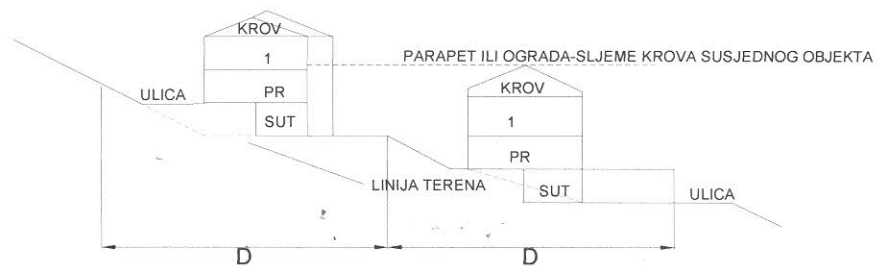 KROV
1
PARAPET ILI OGRADA-SLJEME KROVA SUSJEDNOG OBJEKTA
ULICA
PR
KROV
SUT
1
PR
LINIJA TERENA
SUT
ULICA
D
D